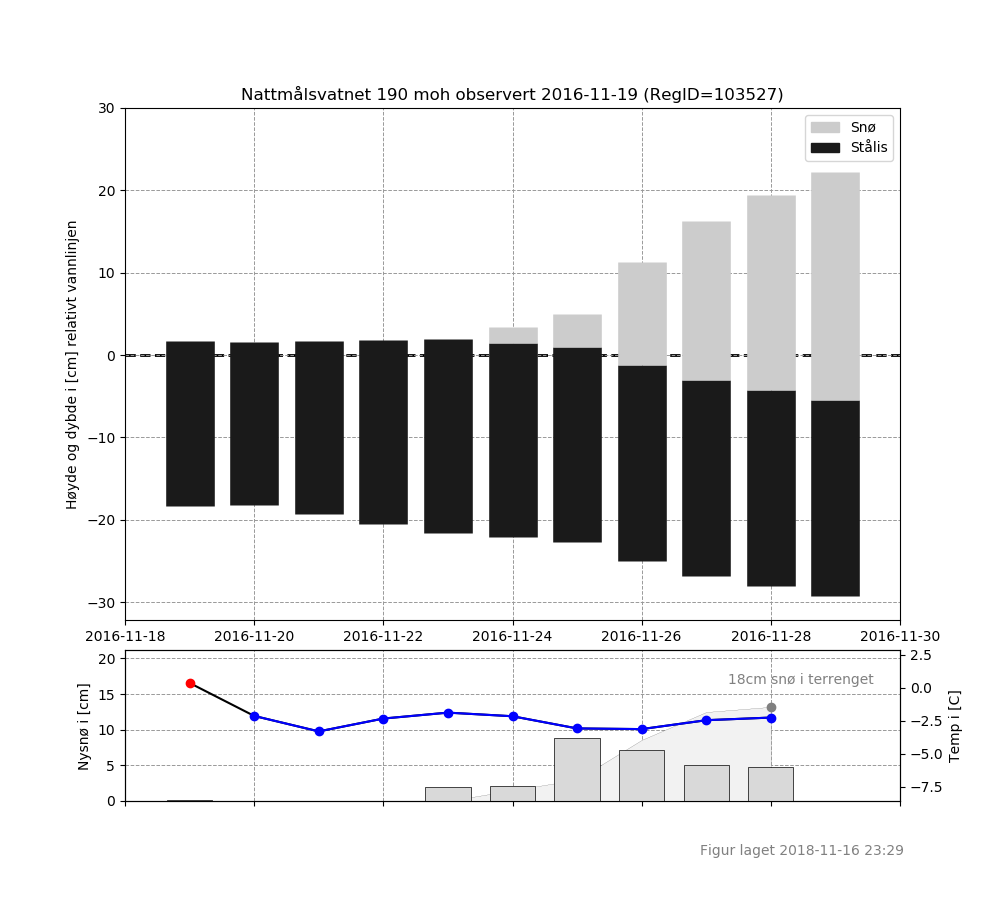 Nattmålsvatnet 190 moh observert 2016-11-19 (RegID=103527)
Snø
Stålis
Høyde og dybde i [cm] relativt vannlinjen
30
20
10
0
−10
−20
−30
2016-11-18 2016-11-20 2016-11-22 2016-11-24 2016-11-26 2016-11-28 2016-11-30
Nysnø i [cm]
20
15
10
5
0
18cm snø i terrenget
2.5
0.0
−2.5
−5.0
−7.5
Temp i [C]
Figur laget 2018-11-16 23:29